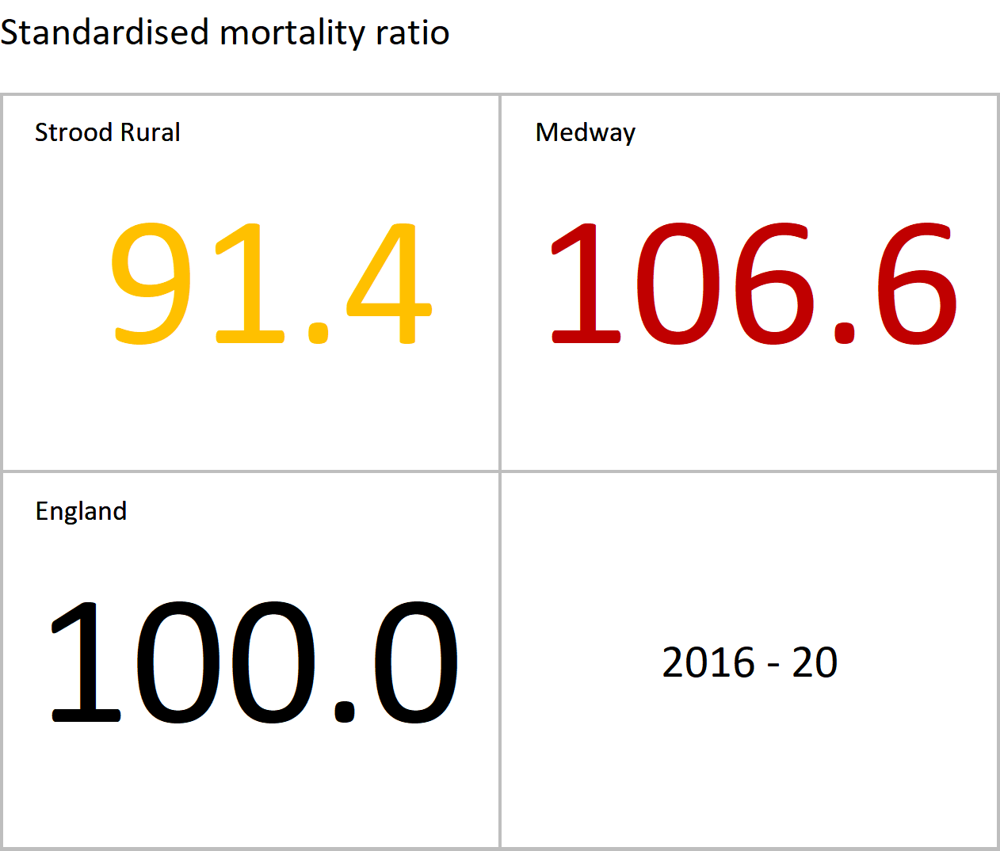 Standardised mortality ratio
Strood Rural
91.4
Medway
106.6
England
100.0
2016 - 20